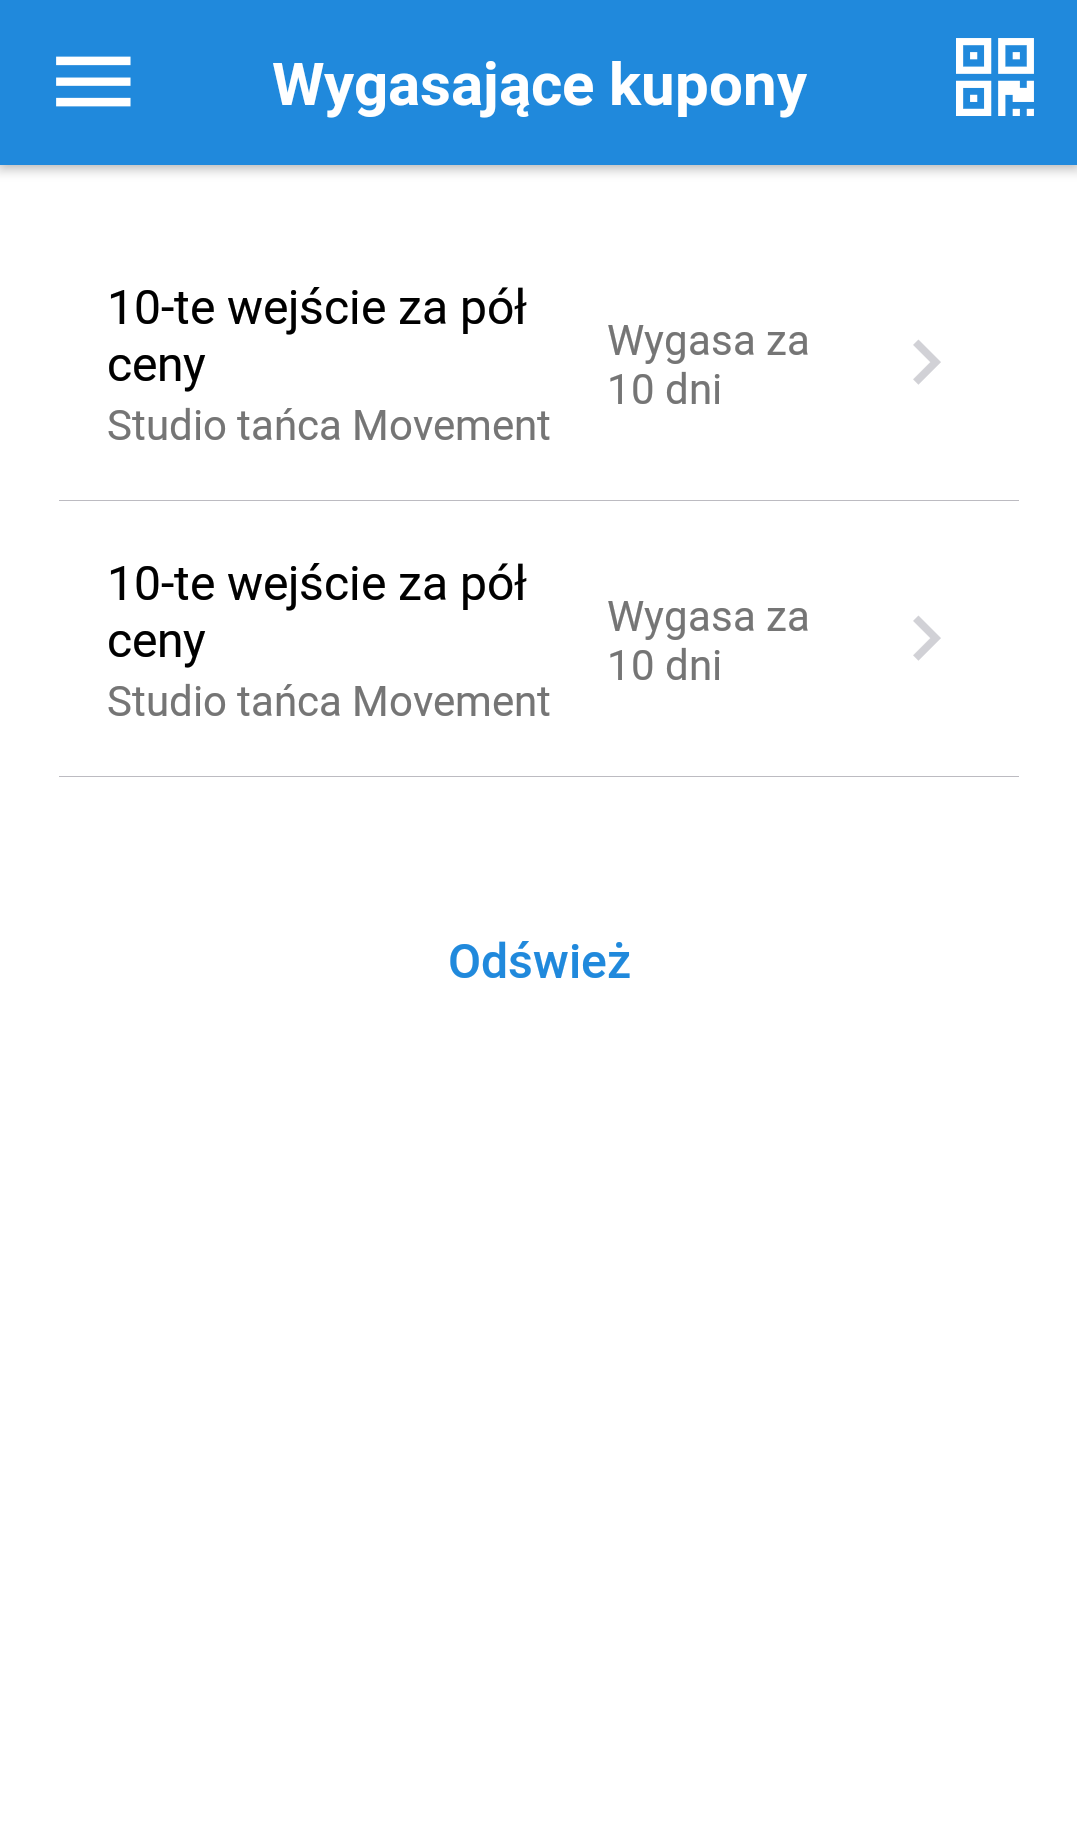 Wygasające kupony
10-te wejście za pół
ceny
Studio tańca Movement
Wygasa za
10 dni
10-te wejście za pół
ceny
Studio tańca Movement
Wygasa za
10 dni
Odśwież